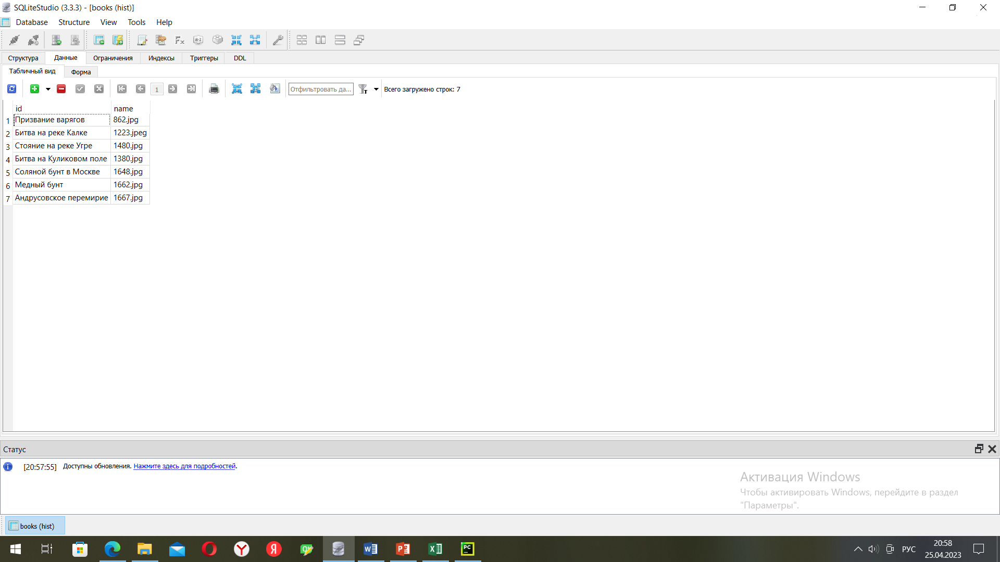 SQLiteStudio (3.3.3) - [books (hist)]
Database Structure View Tools Help
Структура Данные Ограничения Индексы Триггеры DDL
Табличный вид Форма
1 Отфильтровать да... Всего загружено строк: 7
id name
1 Призвание варягов 862.jpg
2 Битва на реке Калке 1223.jpeg
3 Стояние на реке Угре 1480.jpg
4 Битва на Куликовом поле 1380.jpg
5 Соляной бунт в Москве 1648.jpg
6 Медный бунт 1662.jpg
7 Андрусовское перемирие 1667.jpg
Статус
[20:57:55] Доступны обновления. Нажмите здесь для подробностей.
Активация Windows
Чтобы активировать Windows, перейдите в раздел
"Параметры".
books (hist)
РУС
20:58
25.04.2023